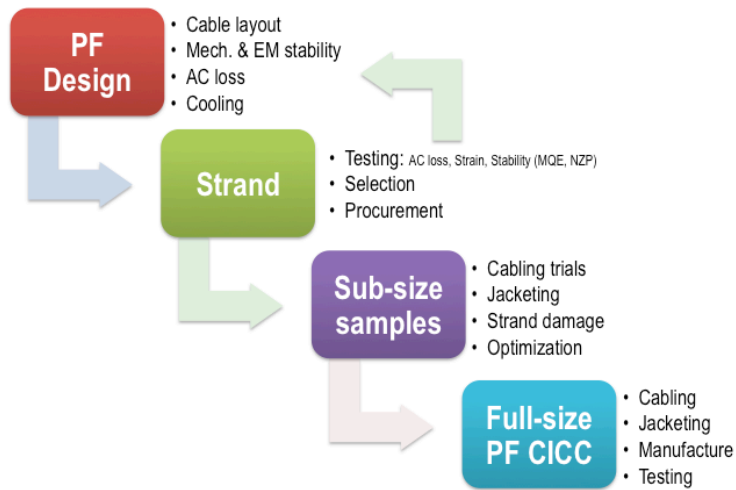 PF
Design
• Cable layout
• Mech. & EM stability
• AC loss
• Cooling
Strand
• Testing: AC loss, Strain, Stability (MQE, NZP)
• Selection
• Procurement
Sub-size
samples
• Cabling trials
• Jacketing
• Strand damage
• Optimization
Full-size
PF CICC
• Cabling
• Jacketing
• Manufacture
• Testing